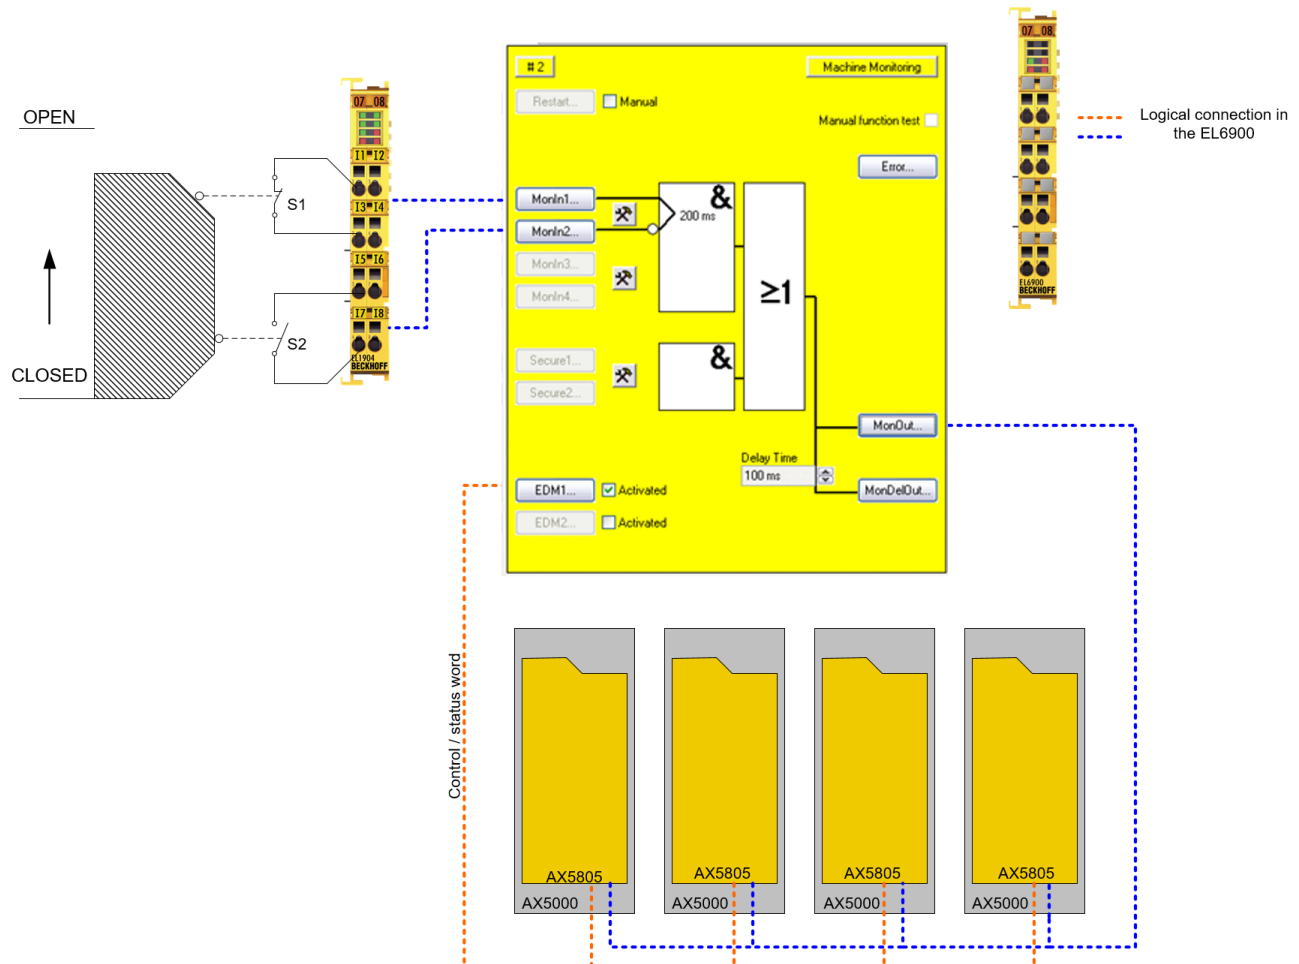 OPEN
CLOSED
S1
S2
07 08
I1 I2
I3 I4
I5 I6
I7 I8
EL1904
BECKHOFF
# 2
Machine Monitoring
Restart...
Manual
Manual function test
Error...
MonIn1...
MonIn2...
MonIn3...
MonIn4...
&
200 ms
≥1
Secure1...
Secure2...
&
MonOut...
Delay Time
100 ms
MonDelOut...
EDM1...
Activated
EDM2...
Activated
07 08
EL6900
BECKHOFF
Logical connection in
the EL6900
Control / status word
AX5805
AX5000
AX5805
AX5000
AX5805
AX5000
AX5805
AX5000